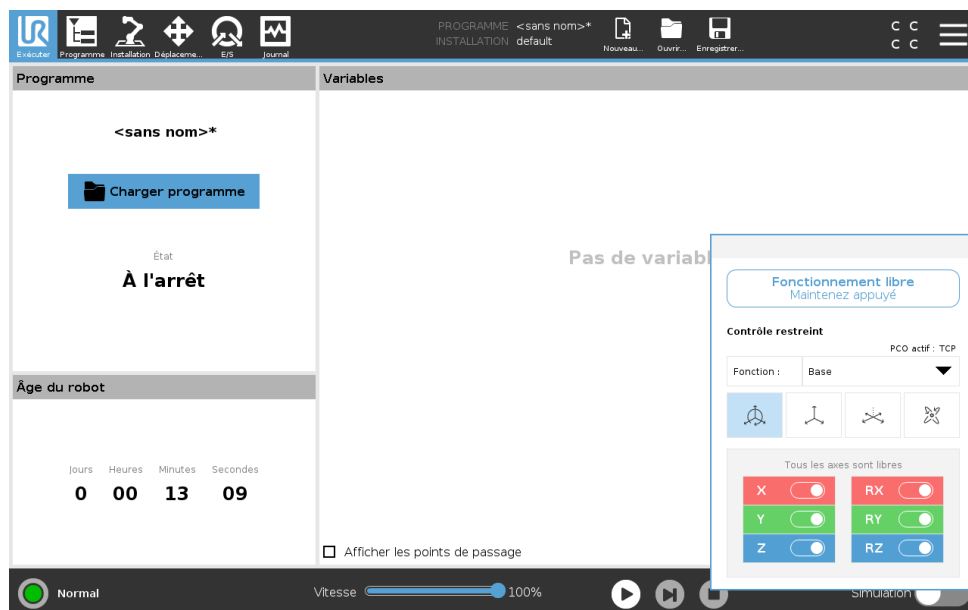 UR
Exécuter
Programme
Installation
Déplaceme...
E/S
Journal
PROGRAMME <sans nom>*
INSTALLATION default
Nouveau...
Ouvrir...
Enregistrer...
C C
C C
Programme
Variables
<sans nom>*
Charger programme
État
À l'arrêt
Pas de variabl
Fonctionnement libre
Maintenez appuyé
Contrôle restreint
PCO actif : TCP
Fonction : Base
Tous les axes sont libres
X RX
Y RY
Z RZ
Âge du robot
Jours Heures Minutes Secondes
0 00 13 09
Afficher les points de passage
Normal
Vitesse 100%
Simulation